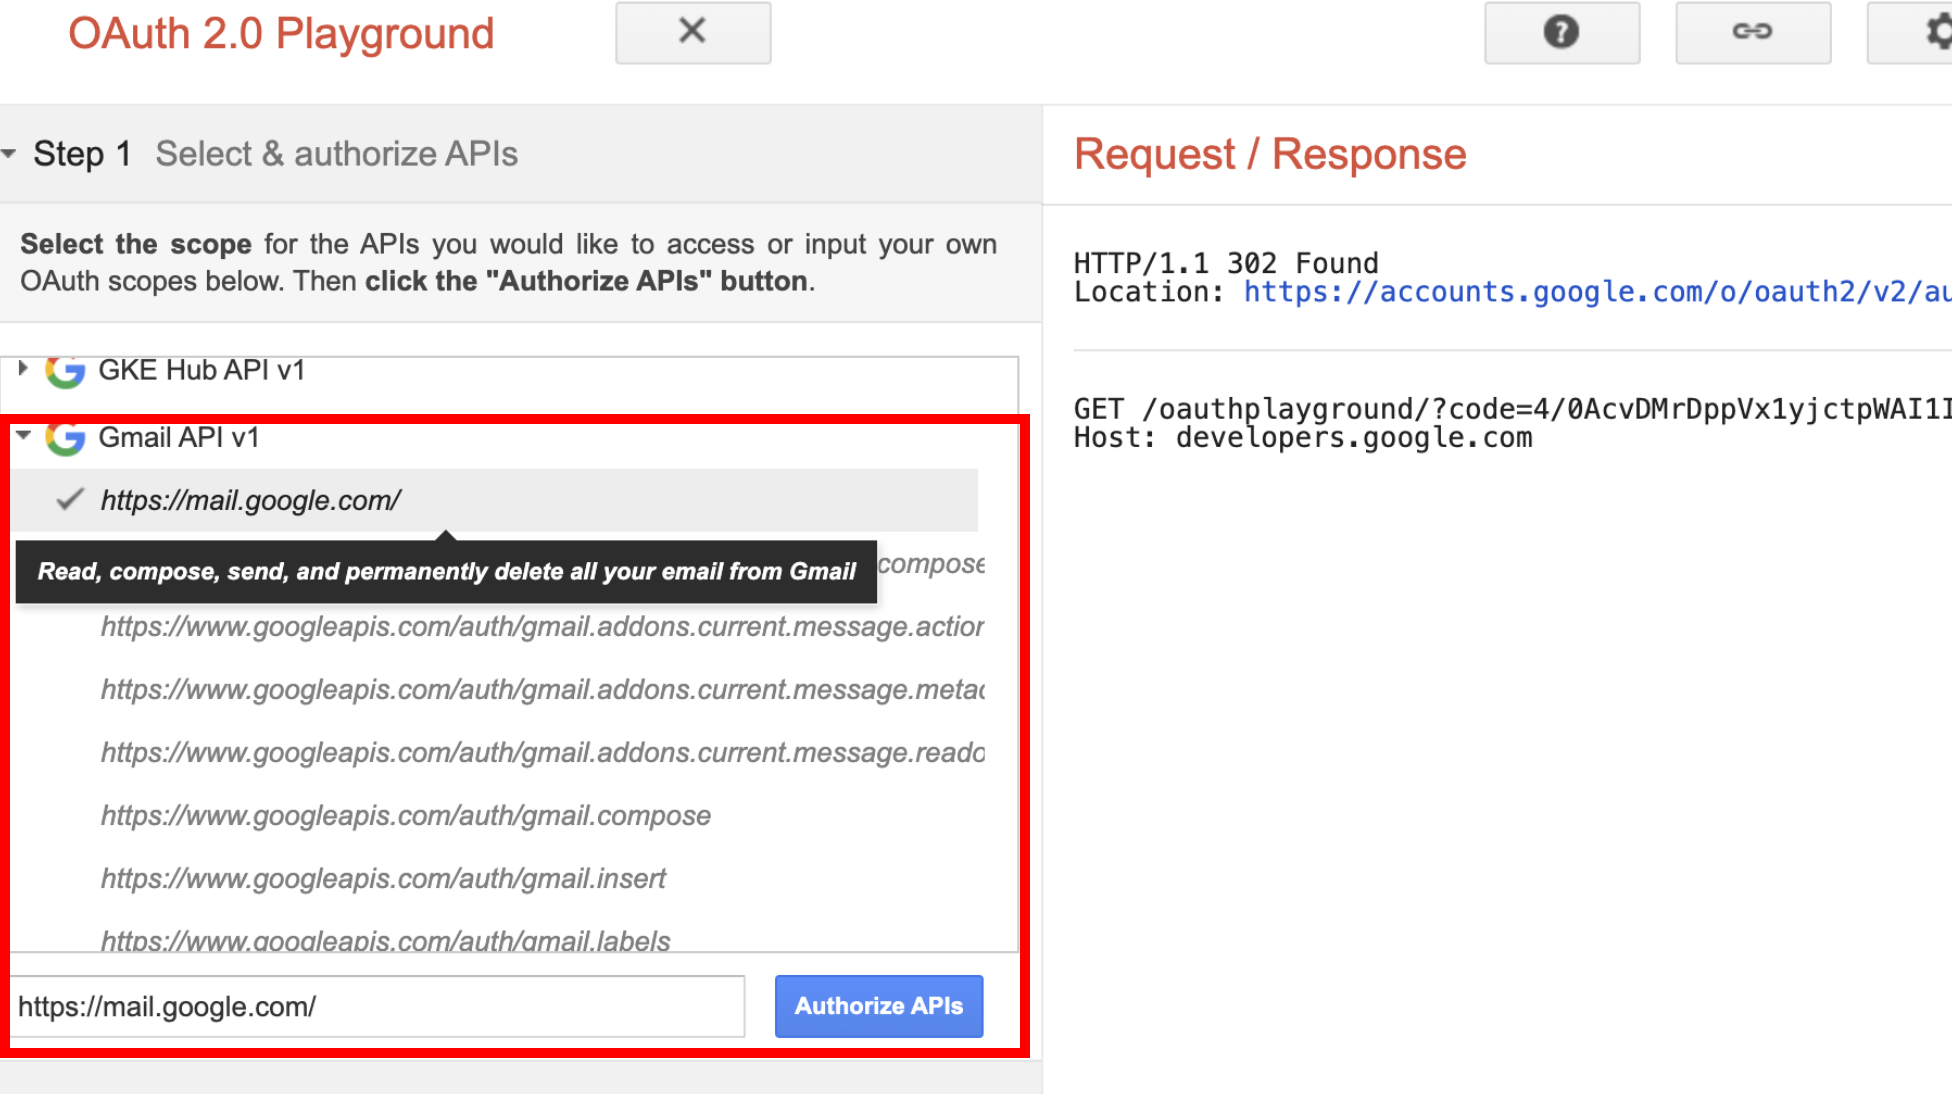 OAuth 2.0 Playground
Step 1 Select & authorize APIs
Select the scope for the APIs you would like to access or input your own
OAuth scopes below. Then click the "Authorize APIs" button.
GKE Hub API v1
Gmail API v1
https://mail.google.com/
Read, compose, send, and permanently delete all your email from Gmail
compose
https://www.googleapis.com/auth/gmail.addons.current.message.action
https://www.googleapis.com/auth/gmail.addons.current.message.metad
https://www.googleapis.com/auth/gmail.addons.current.message.reado
https://www.googleapis.com/auth/gmail.compose
https://www.googleapis.com/auth/gmail.insert
https://www.googleapis.com/auth/gmail.labels
https://mail.google.com/
Authorize APIs
Request / Response
HTTP/1.1 302 Found
Location: https://accounts.google.com/o/oauth2/v2/au
GET /oauthplayground/?code=4/0AcvDMrDppVx1yjctpWAI1I
Host: developers.google.com